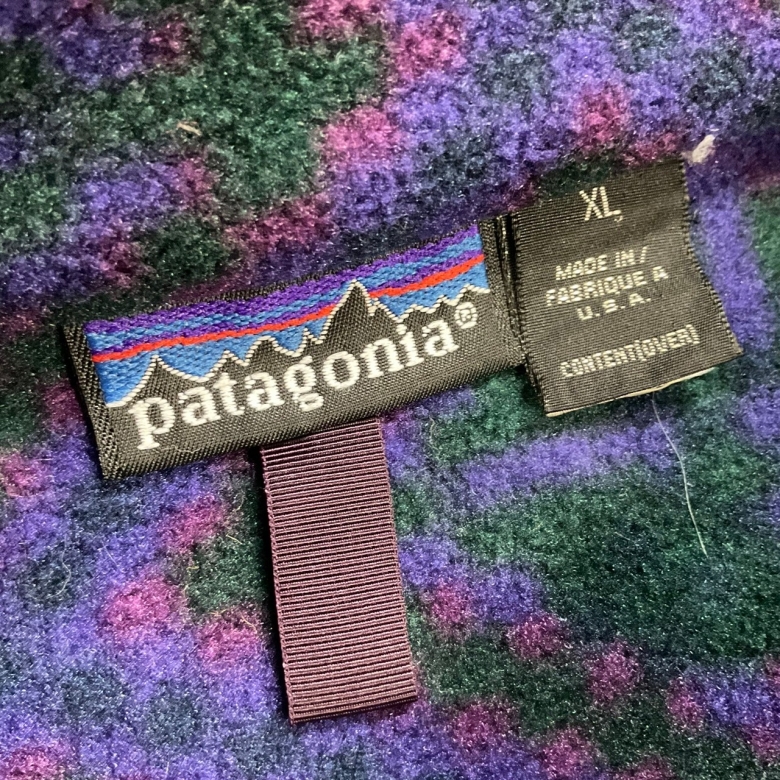 patagonia®
XL
MADE IN/
FABRIQUE A
U.S.A.
CONTENT(OVER)